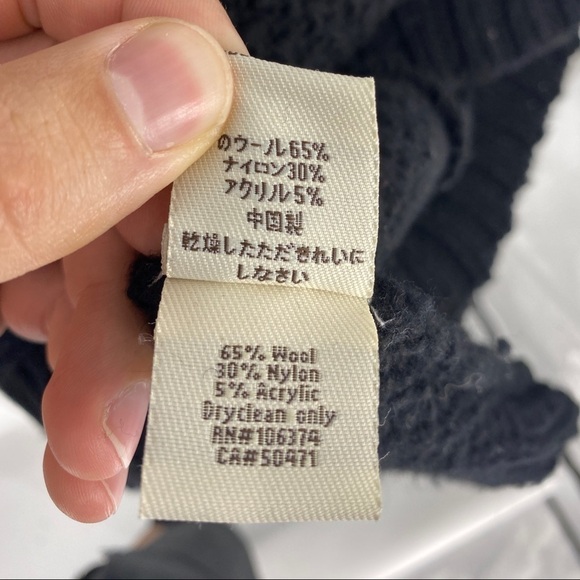 のウール65%
ナイロン30%
アクリル5%
中国製
乾燥したただきれいに
しなさい
65% Wool
30% Nylon
5% Acrylic
Dryclean only
RN#106374
CA#50471